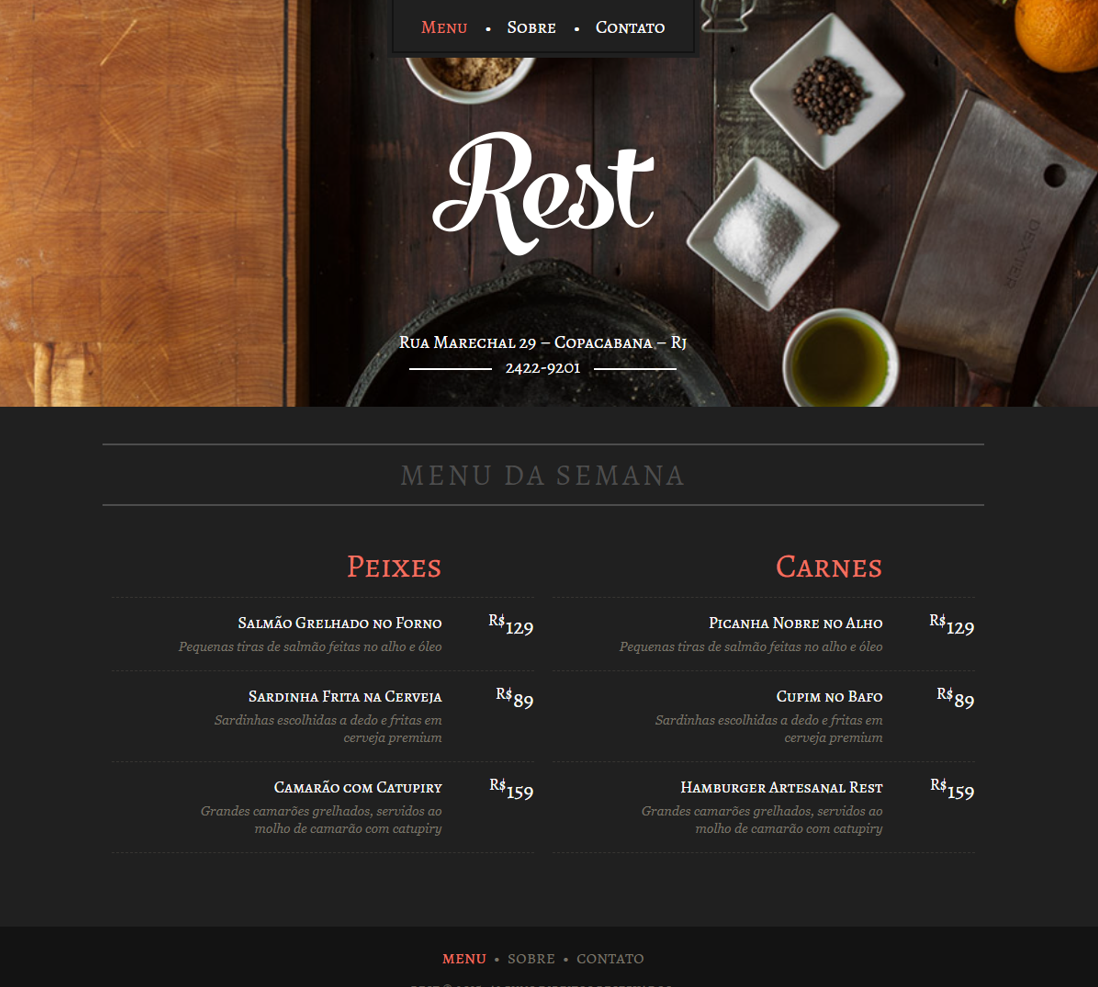 Menu • Sobre • Contato
Rest
DEXTER
Rua Marechal 29 – Copacabana – Rj
2422-9201
MENU DA SEMANA
Peixes
Salmão Grelhado no Forno R$129
Pequenas tiras de salmão feitas no alho e óleo
Sardinha Frita na Cerveja R$89
Sardinhas escolhidas a dedo e fritas em
cerveja premium
Camarão com Catupiry R$159
Grandes camarões grelhados, servidos ao
molho de camarão com catupiry
Carnes
Picanha Nobre no Alho R$129
Pequenas tiras de salmão feitas no alho e óleo
Cupim no Bafo R$89
Sardinhas escolhidas a dedo e fritas em
cerveja premium
Hamburger Artesanal Rest R$159
Grandes camarões grelhados, servidos ao
molho de camarão com catupiry
MENU • SOBRE • CONTATO